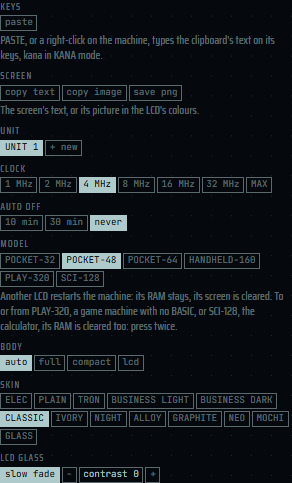 KEYS
paste
PASTE, or a right-click on the machine, types the clipboard's text on its
keys, kana in KANA mode.
SCREEN
copy text copy image save png
The screen's text, or its picture in the LCD's colours.
UNIT
UNIT 1 + new
CLOCK
1 MHz 2 MHz 4 MHz 8 MHz 16 MHz 32 MHz MAX
AUTO OFF
10 min 30 min never
MODEL
POCKET-32 POCKET-48 POCKET-64 HANDHELD-160
PLAY-320 SCI-128
Another LCD restarts the machine: its RAM stays, its screen is cleared. To
or from PLAY-320, a game machine with no BASIC, or SCI-128, the
calculator, its RAM is cleared too: press twice.
BODY
auto full compact lcd
SKIN
ELEC PLAIN TRON BUSINESS LIGHT BUSINESS DARK
CLASSIC IVORY NIGHT ALLOY GRAPHITE NEO MOCHI
GLASS
LCD GLASS
slow fade - contrast 0 +